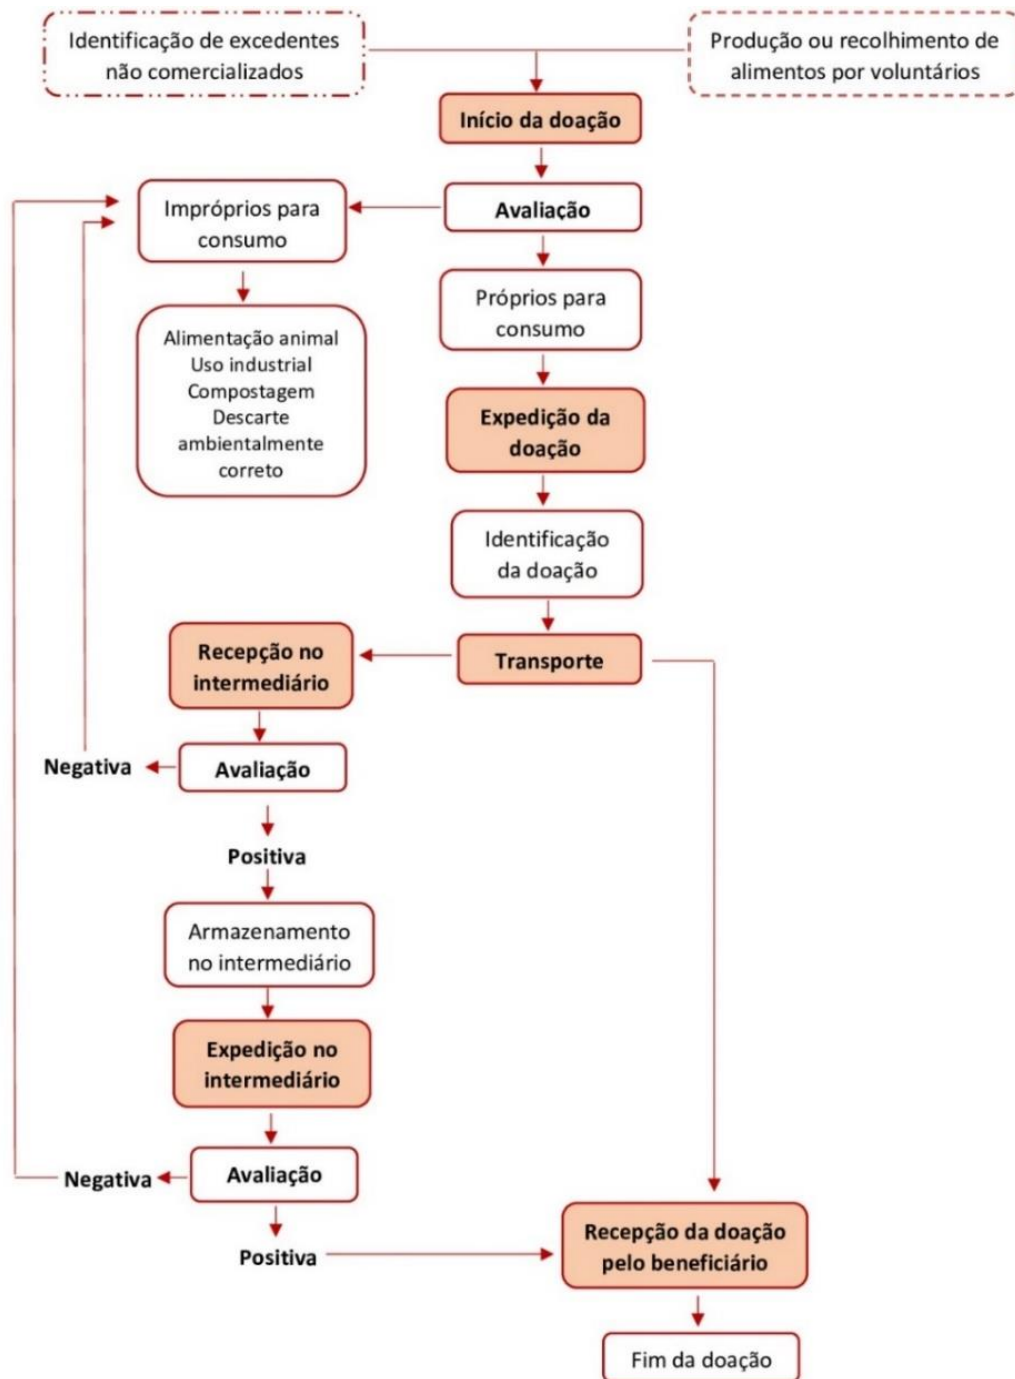 Identificação de excedentes
não comercializados
Produção ou recolhimento de
alimentos por voluntários
Início da doação
Avaliação
Impróprios para
consumo
Próprios para
consumo
Alimentação animal
Uso industrial
Compostagem
Descarte
ambientalmente
correto
Expedição da
doação
Identificação
da doação
Transporte
Recepção no
intermediário
Avaliação
Negativa
Positiva
Armazenamento
no intermediário
Expedição no
intermediário
Avaliação
Negativa
Positiva
Recepção da doação
pelo beneficiário
Fim da doação